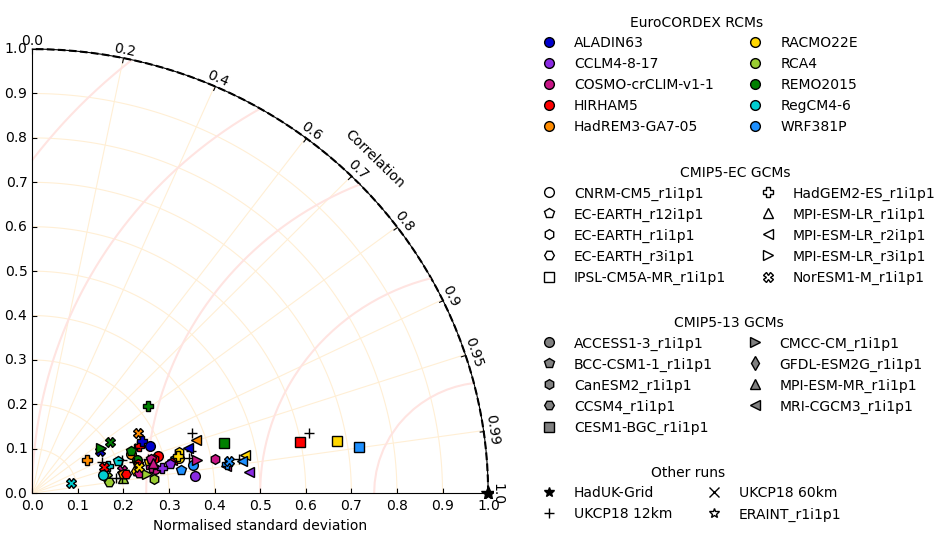 0.0
0.2
0.4
0.6
0.7
0.8
0.9
0.95
0.99
1.0
Correlation
1.0
0.9
0.8
0.7
0.6
0.5
0.4
0.3
0.2
0.1
0.0
0.0 0.1 0.2 0.3 0.4 0.5 0.6 0.7 0.8 0.9 1.0
Normalised standard deviation
EuroCORDEX RCMs
ALADIN63
CCLM4-8-17
COSMO-crCLIM-v1-1
HIRHAM5
HadREM3-GA7-05
RACMO22E
RCA4
REMO2015
RegCM4-6
WRF381P
CMIP5-EC GCMs
CNRM-CM5_r1i1p1
EC-EARTH_r12i1p1
EC-EARTH_r1i1p1
EC-EARTH_r3i1p1
IPSL-CM5A-MR_r1i1p1
HadGEM2-ES_r1i1p1
MPI-ESM-LR_r1i1p1
MPI-ESM-LR_r2i1p1
MPI-ESM-LR_r3i1p1
NorESM1-M_r1i1p1
CMIP5-13 GCMs
ACCESS1-3_r1i1p1
BCC-CSM1-1_r1i1p1
CanESM2_r1i1p1
CCSM4_r1i1p1
CESM1-BGC_r1i1p1
CMCC-CM_r1i1p1
GFDL-ESM2G_r1i1p1
MPI-ESM-MR_r1i1p1
MRI-CGCM3_r1i1p1
Other runs
HadUK-Grid
UKCP18 12km
UKCP18 60km
ERAINT_r1i1p1